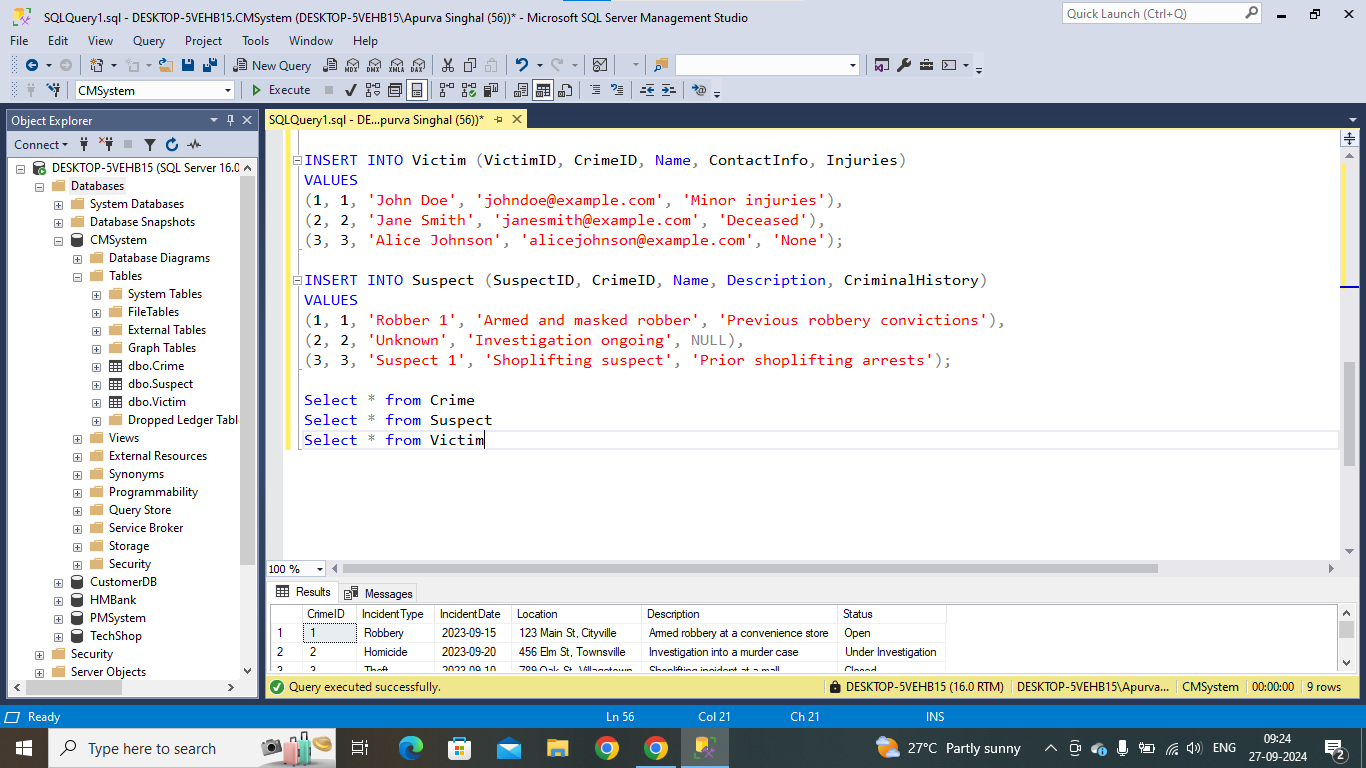 SQLQuery1.sql - DESKTOP-5VEHB15.CMSystem (DESKTOP-5VEHB15\Apurva Singhal (56))* - Microsoft SQL Server Management Studio
Quick Launch (Ctrl+Q)
File Edit View Query Project Tools Window Help
New Query
MDX DMX XMLA DAX
CMSystem
Execute
Object Explorer
Connect
DESKTOP-5VEHB15 (SQL Server 16.0
Databases
System Databases
Database Snapshots
CMSystem
Database Diagrams
Tables
System Tables
FileTables
External Tables
Graph Tables
dbo.Crime
dbo.Suspect
dbo.Victim
Dropped Ledger Tabl
Views
External Resources
Synonyms
Programmability
Query Store
Service Broker
Storage
Security
CustomerDB
HMBank
PMSystem
TechShop
Security
Server Objects
SQLQuery1.sql - DE...purva Singhal (56))*
INSERT INTO Victim (VictimID, CrimeID, Name, ContactInfo, Injuries)
VALUES
(1, 1, 'John Doe', 'johndoe@example.com', 'Minor injuries'),
(2, 2, 'Jane Smith', 'janesmith@example.com', 'Deceased'),
(3, 3, 'Alice Johnson', 'alicejohnson@example.com', 'None');
INSERT INTO Suspect (SuspectID, CrimeID, Name, Description, CriminalHistory)
VALUES
(1, 1, 'Robber 1', 'Armed and masked robber', 'Previous robbery convictions'),
(2, 2, 'Unknown', 'Investigation ongoing', NULL),
(3, 3, 'Suspect 1', 'Shoplifting suspect', 'Prior shoplifting arrests');
Select * from Crime
Select * from Suspect
Select * from Victim
100 %
Results Messages
CrimeID IncidentType IncidentDate Location Description Status
1 1 Robbery 2023-09-15 123 Main St, Cityville Armed robbery at a convenience store Open
2 2 Homicide 2023-09-20 456 Elm St, Townsville Investigation into a murder case Under Investigation
3 3 Theft 2023-09-10 789 Oak St, Villagetown Shoplifting incident at a mall Closed
Query executed successfully. DESKTOP-5VEHB15 (16.0 RTM) DESKTOP-5VEHB15\Apurva... CMSystem 00:00:00 9 rows
Ready Ln 56 Col 21 Ch 21 INS
Type here to search
27°C Partly sunny
ENG
09:24
27-09-2024
2